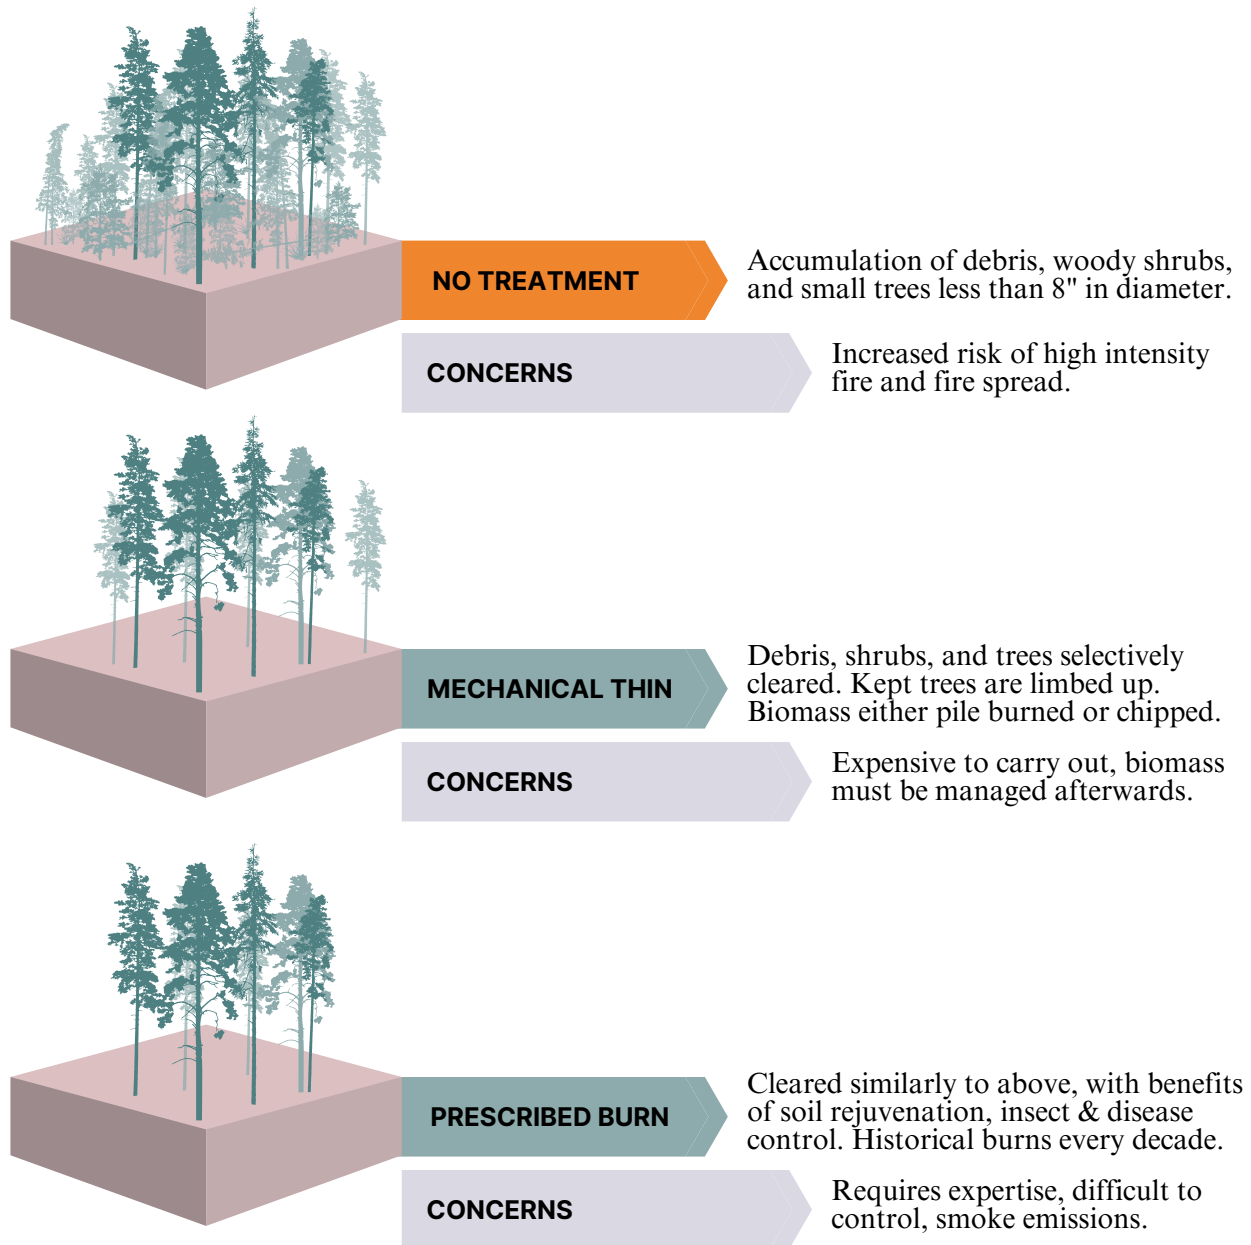 NO TREATMENT
Accumulation of debris, woody shrubs,
and small trees less than 8" in diameter.
CONCERNS
Increased risk of high intensity
fire and fire spread.
MECHANICAL THIN
Debris, shrubs, and trees selectively
cleared. Kept trees are limbed up.
Biomass either pile burned or chipped.
CONCERNS
Expensive to carry out, biomass
must be managed afterwards.
PRESCRIBED BURN
Cleared similarly to above, with benefits
of soil rejuvenation, insect & disease
control. Historical burns every decade.
CONCERNS
Requires expertise, difficult to
control, smoke emissions.